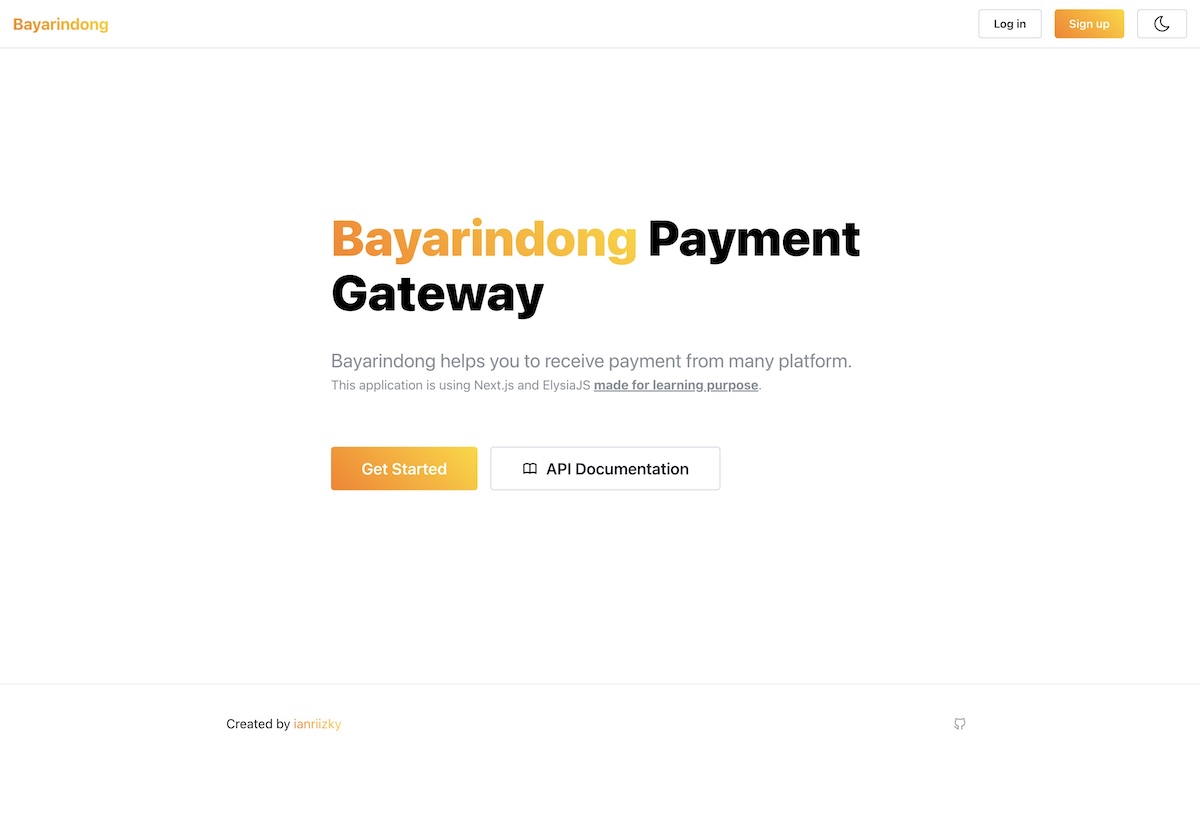 Bayarindong
Log in
Sign up
Bayarindong Payment
Gateway
Bayarindong helps you to receive payment from many platform.
This application is using Next.js and ElysiaJS made for learning purpose.
Get Started
API Documentation
Created by ianriizky